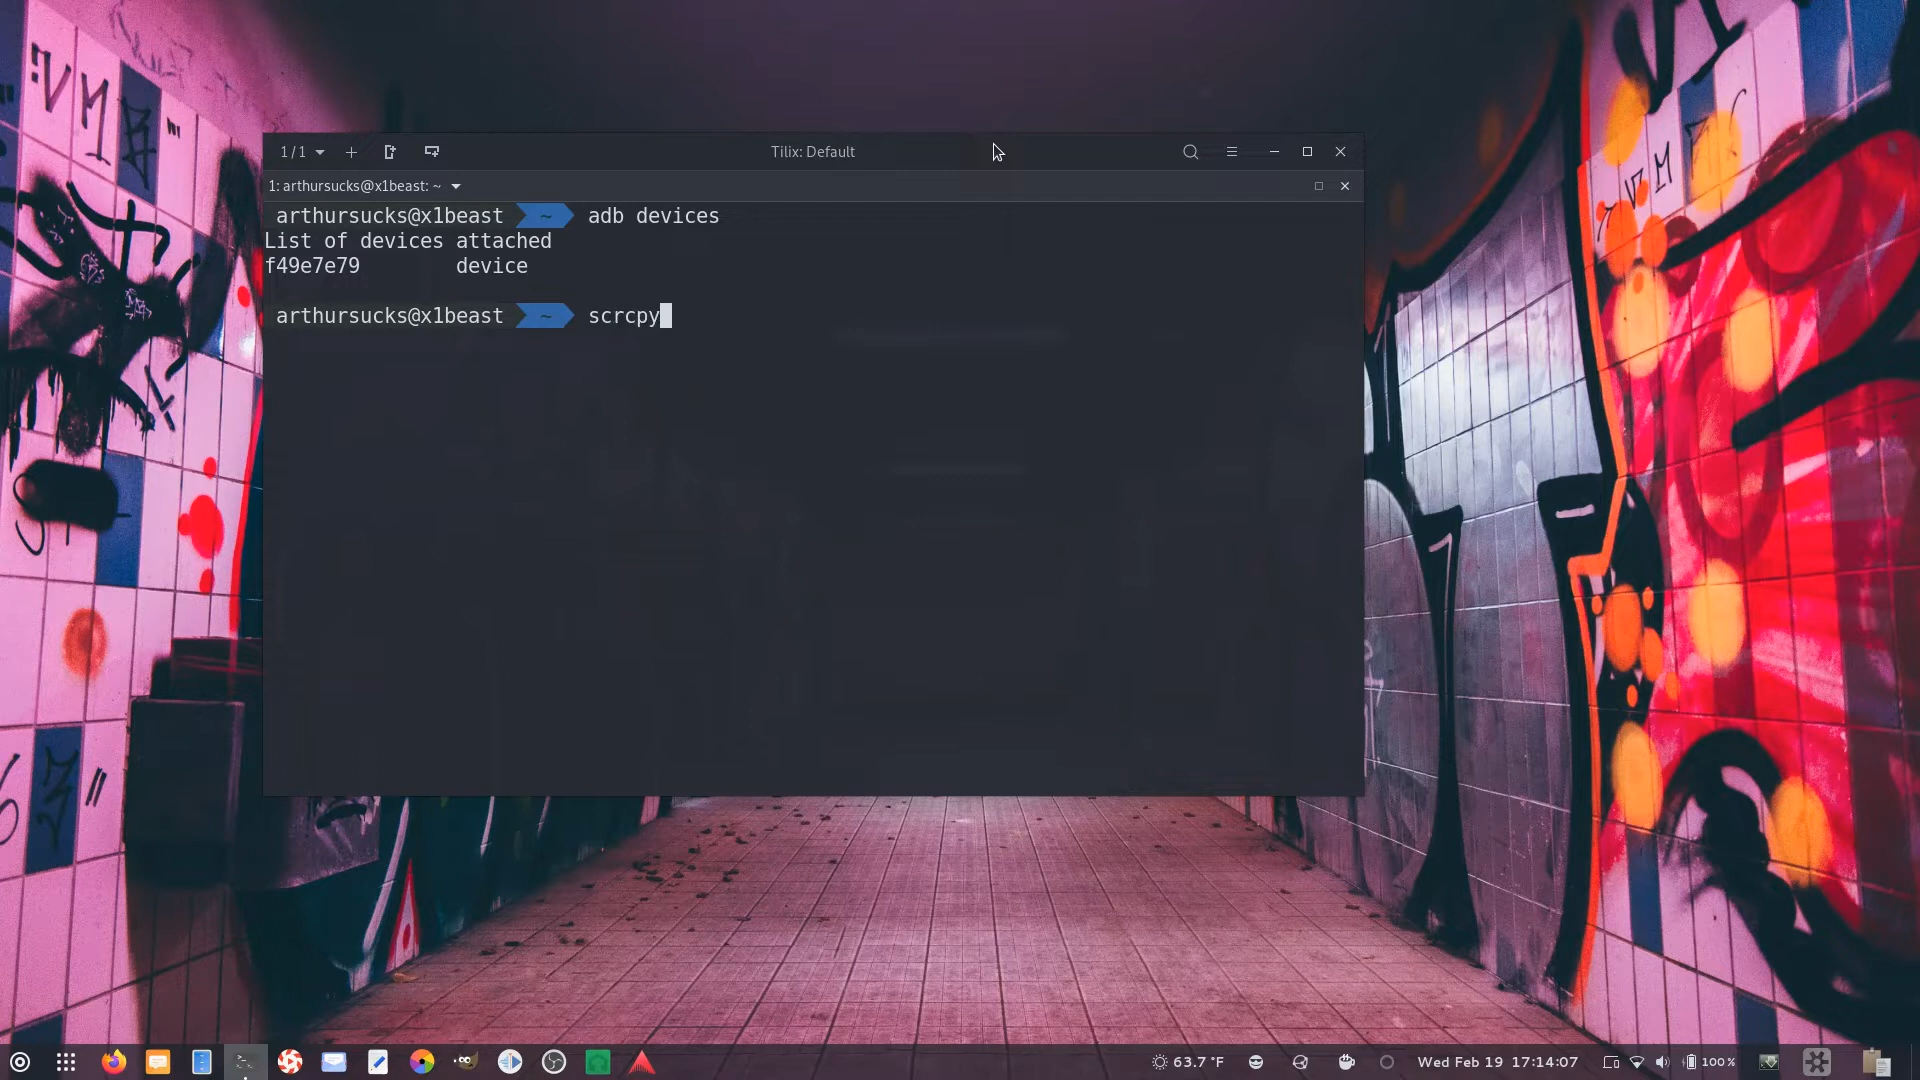 1 / 1
Tilix: Default
1: arthursucks@x1beast: ~
arthursucks@x1beast ~ adb devices
List of devices attached
f49e7e79 device
arthursucks@x1beast ~ scrcpy
63.7 °F
Wed Feb 19 17:14:07
100 %